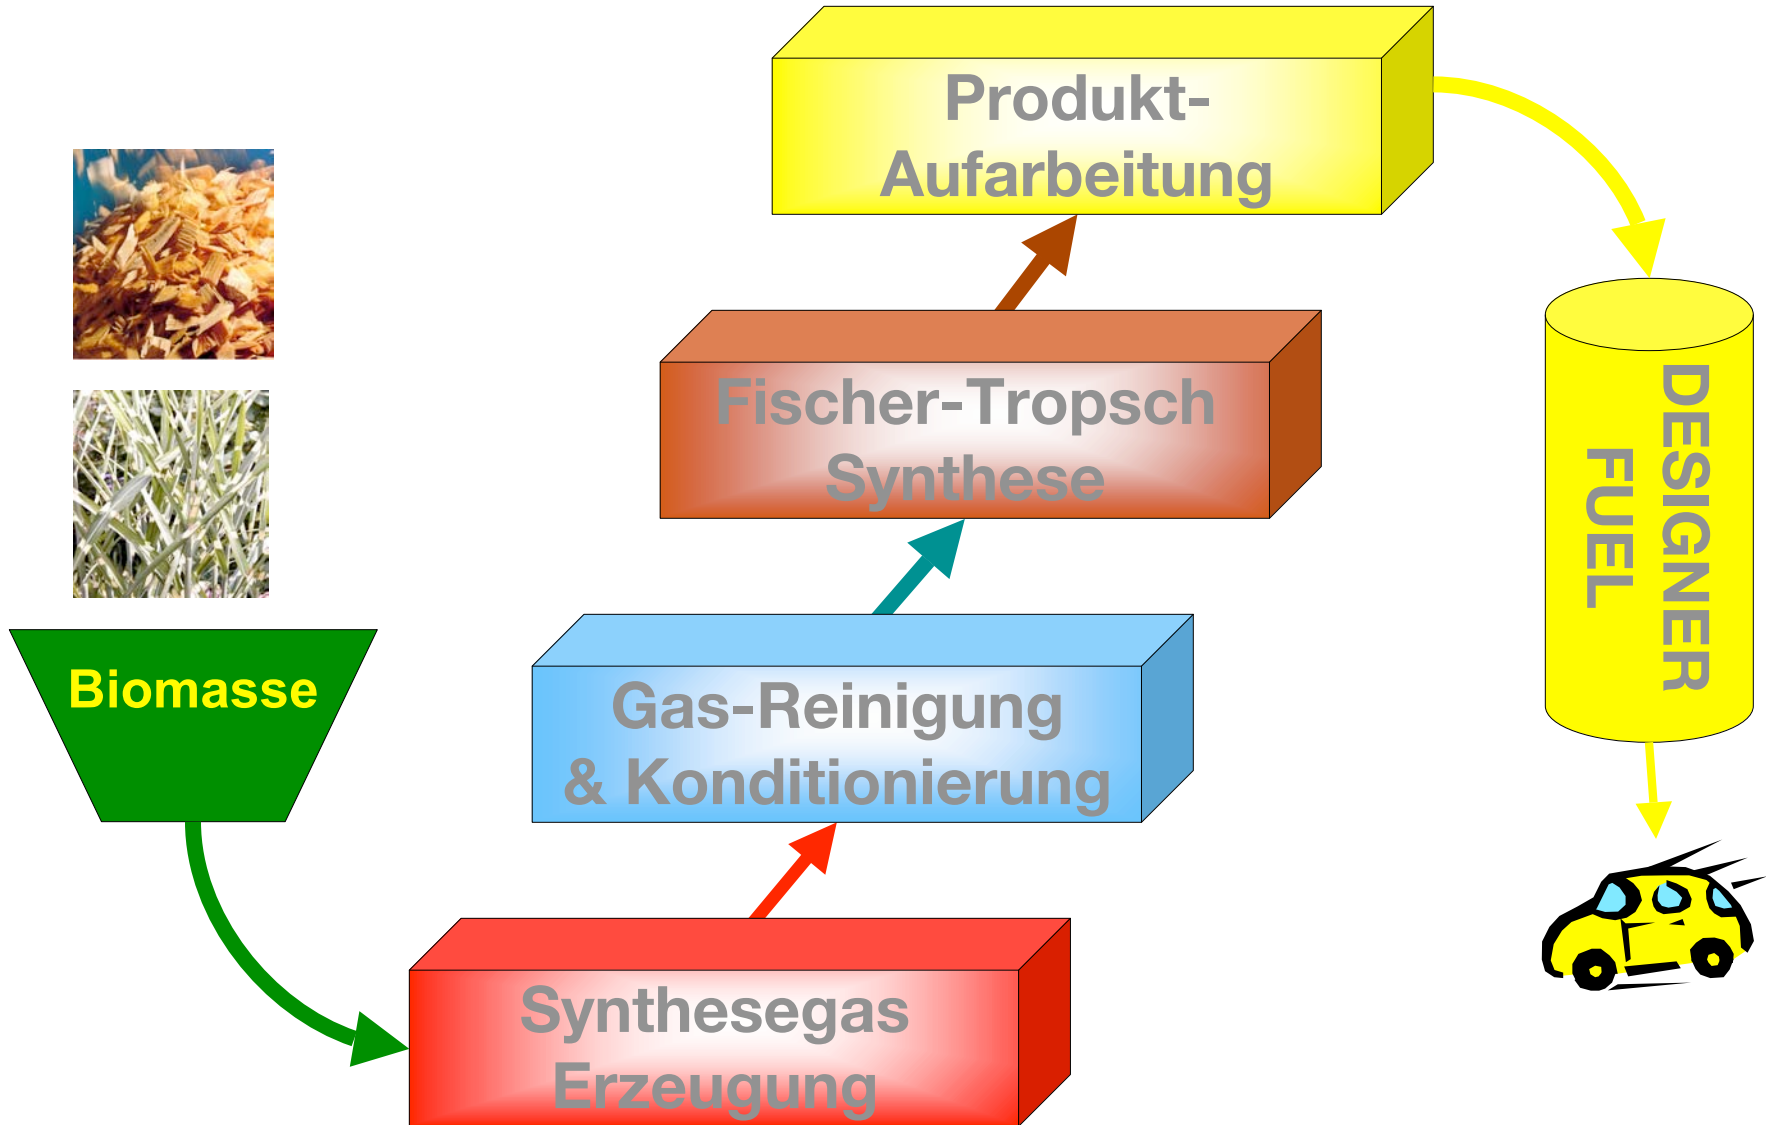 Produkt-
Aufarbeitung
Fischer-Tropsch
Synthese
DESIGNER
FUEL
Biomasse
Gas-Reinigung
& Konditionierung
Synthesegas
Erzeugung